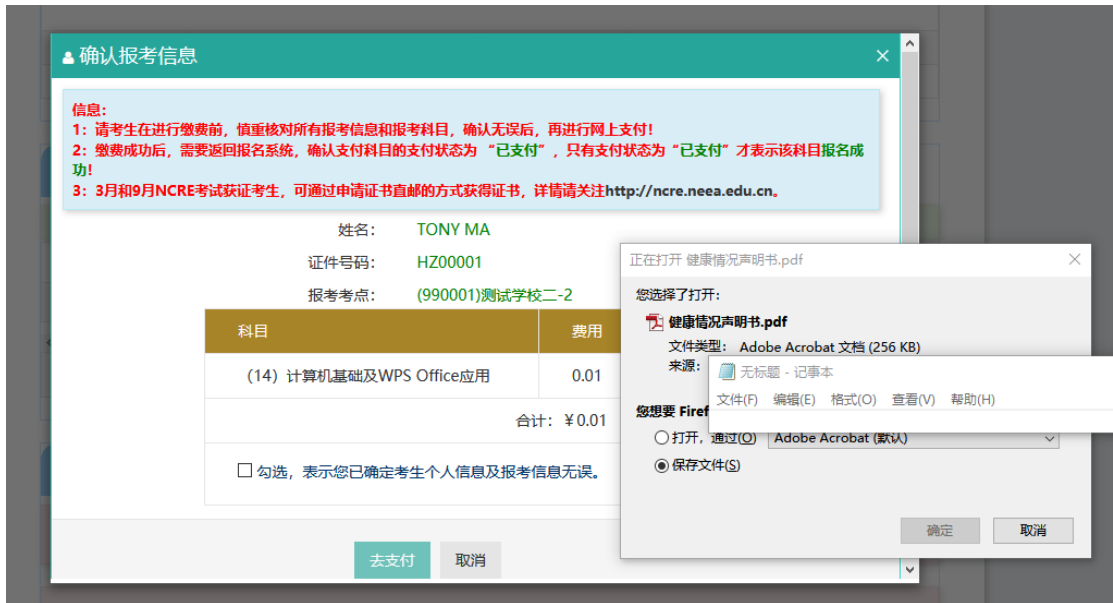 确认报考信息
×
信息：
1：请考生在进行缴费前，慎重核对所有报考信息和报考科目，确认无误后，再进行网上支付！
2：缴费成功后，需要返回报名系统，确认支付科目的支付状态为 “已支付”，只有支付状态为“已支付”才表示该科目报名成
功！
3：3月和9月NCRE考试获证考生，可通过申请证书直邮的方式获得证书，详情请关注http://ncre.neea.edu.cn。
姓名： TONY MA
证件号码： HZ00001
报考考点： (990001)测试学校二-2
科目 费用
（14）计算机基础及WPS Office应用 0.01
合计：￥0.01
勾选，表示您已确定考生个人信息及报考信息无误。
去支付 取消
正在打开 健康情况声明书.pdf
您选择了打开：
健康情况声明书.pdf
文件类型： Adobe Acrobat 文档 (256 KB)
来源：
无标题 - 记事本
文件(F) 编辑(E) 格式(O) 查看(V) 帮助(H)
您想要 Firef
打开，通过(O) Adobe Acrobat (默认)
保存文件(S)
确定 取消